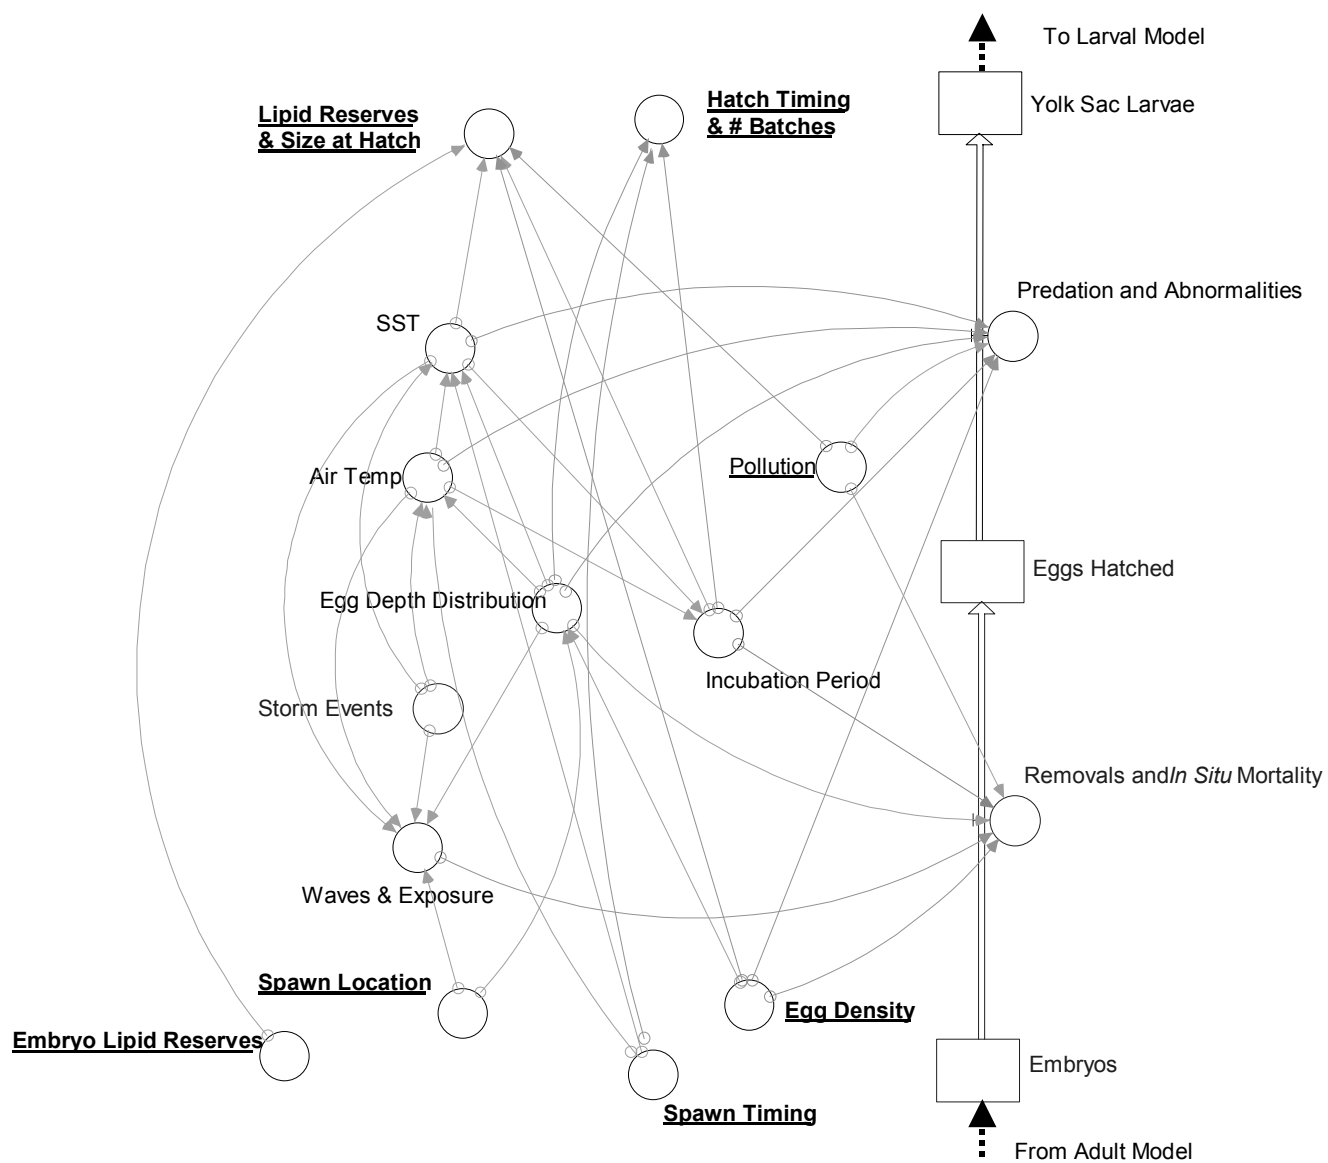 To Larval Model
Lipid Reserves
& Size at Hatch
Hatch Timing
& # Batches
Yolk Sac Larvae
Predation and Abnormalities
SST
Air Temp
Pollution
Eggs Hatched
Egg Depth Distribution
Incubation Period
Storm Events
Removals andIn Situ Mortality
Waves & Exposure
Spawn Location
Egg Density
Embryo Lipid Reserves
Embryos
Spawn Timing
From Adult Model